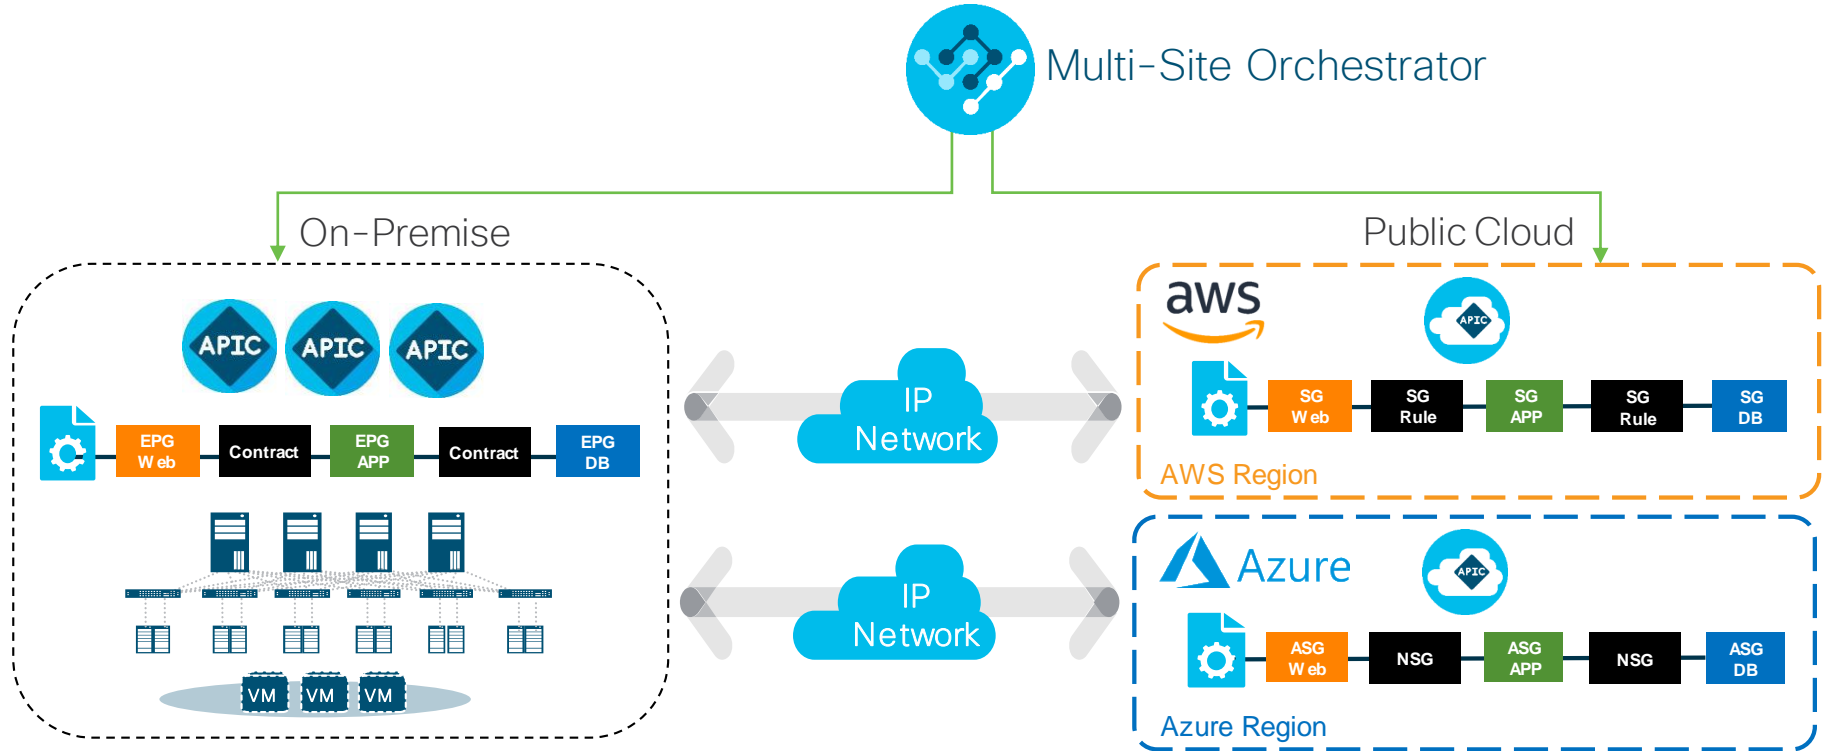 Multi-Site Orchestrator
On-Premise
Public Cloud
APIC
APIC
APIC
EPG
Web
Contract
EPG
APP
Contract
EPG
DB
VM
VM
VM
IP
Network
IP
Network
aws
APIC
SG
Web
SG
Rule
SG
APP
SG
Rule
SG
DB
AWS Region
Azure
APIC
ASG
Web
NSG
ASG
APP
NSG
ASG
DB
Azure Region